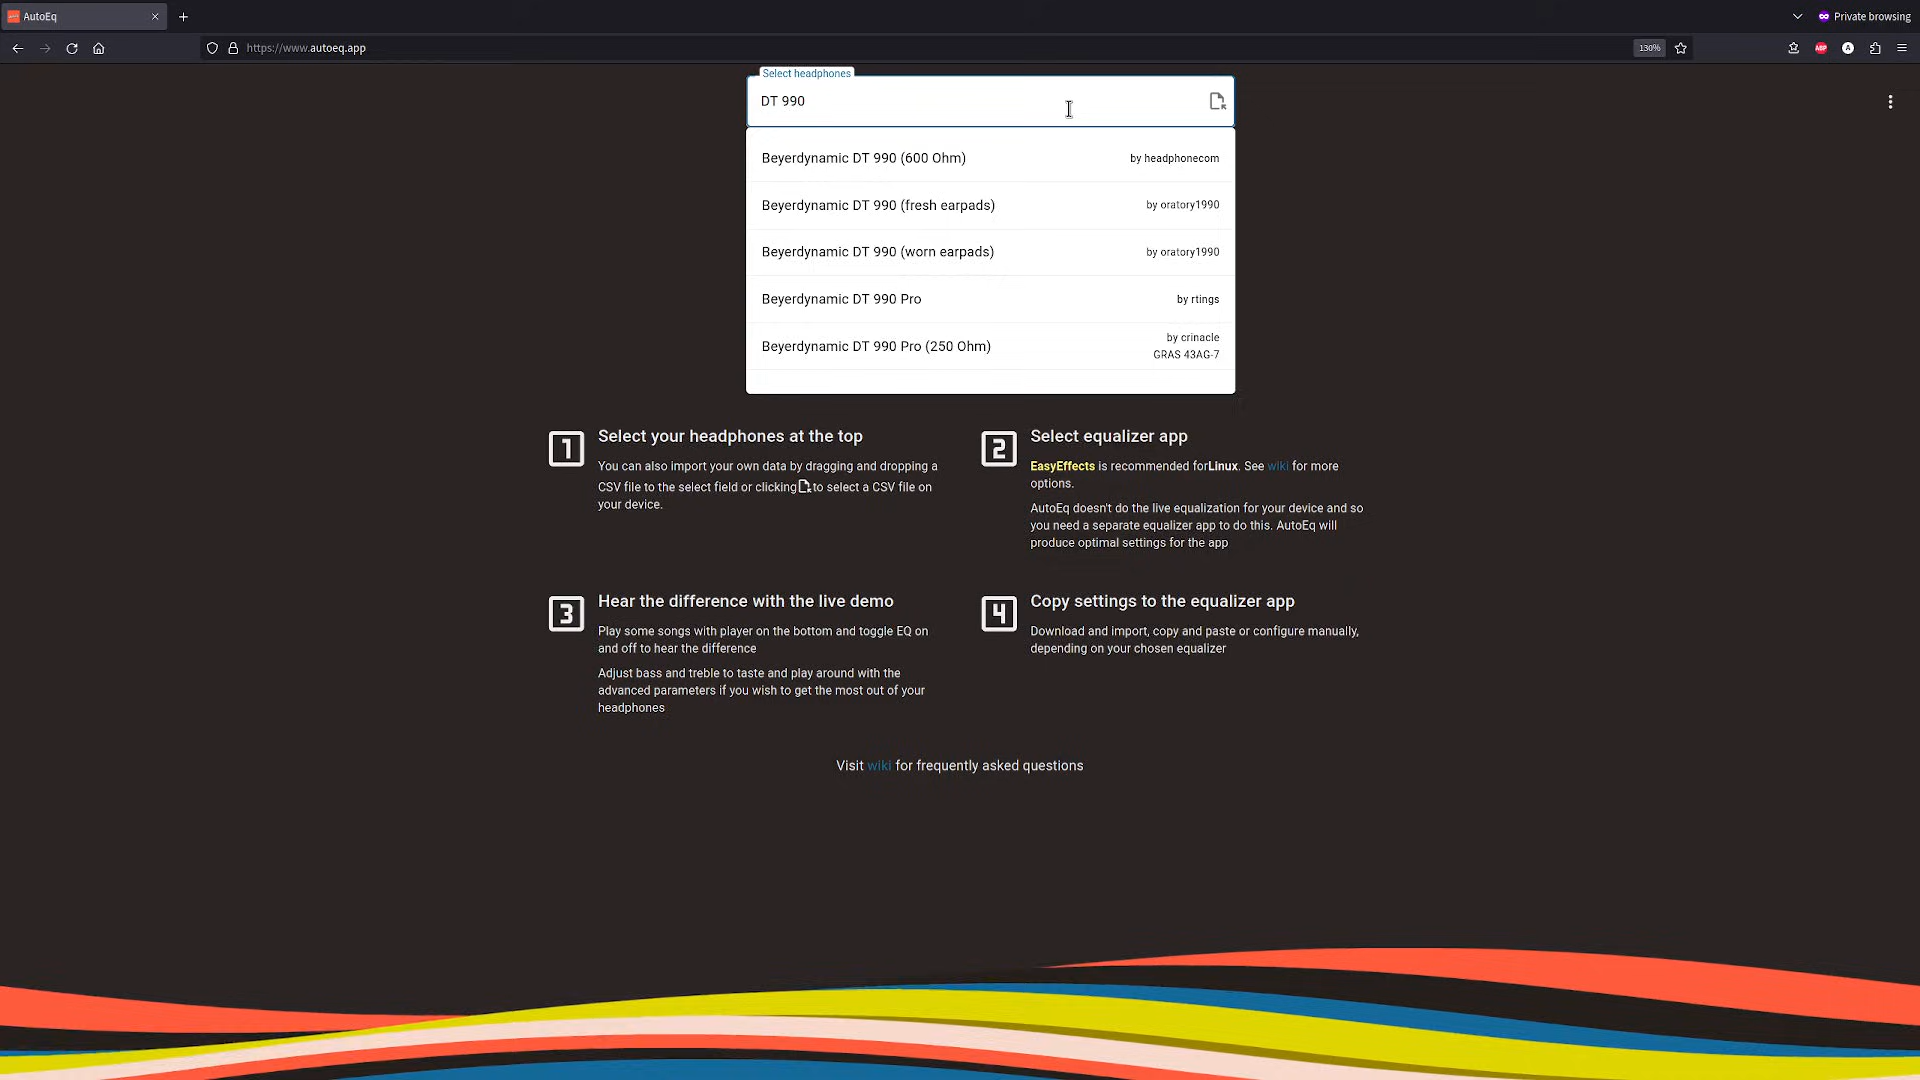 AutoEq
Private browsing
https://www.autoeq.app
130%
ABP
A
Select headphones
DT 990
Beyerdynamic DT 990 (600 Ohm)
by headphonecom
Beyerdynamic DT 990 (fresh earpads)
by oratory1990
Beyerdynamic DT 990 (worn earpads)
by oratory1990
Beyerdynamic DT 990 Pro
by rtings
Beyerdynamic DT 990 Pro (250 Ohm)
by crinacle
GRAS 43AG-7
1
Select your headphones at the top
You can also import your own data by dragging and dropping a
CSV file to the select field or clicking to select a CSV file on
your device.
2
Select equalizer app
EasyEffects is recommended forLinux. See wiki for more
options.
AutoEq doesn't do the live equalization for your device and so
you need a separate equalizer app to do this. AutoEq will
produce optimal settings for the app
3
Hear the difference with the live demo
Play some songs with player on the bottom and toggle EQ on
and off to hear the difference
Adjust bass and treble to taste and play around with the
advanced parameters if you wish to get the most out of your
headphones
4
Copy settings to the equalizer app
Download and import, copy and paste or configure manually,
depending on your chosen equalizer
Visit wiki for frequently asked questions